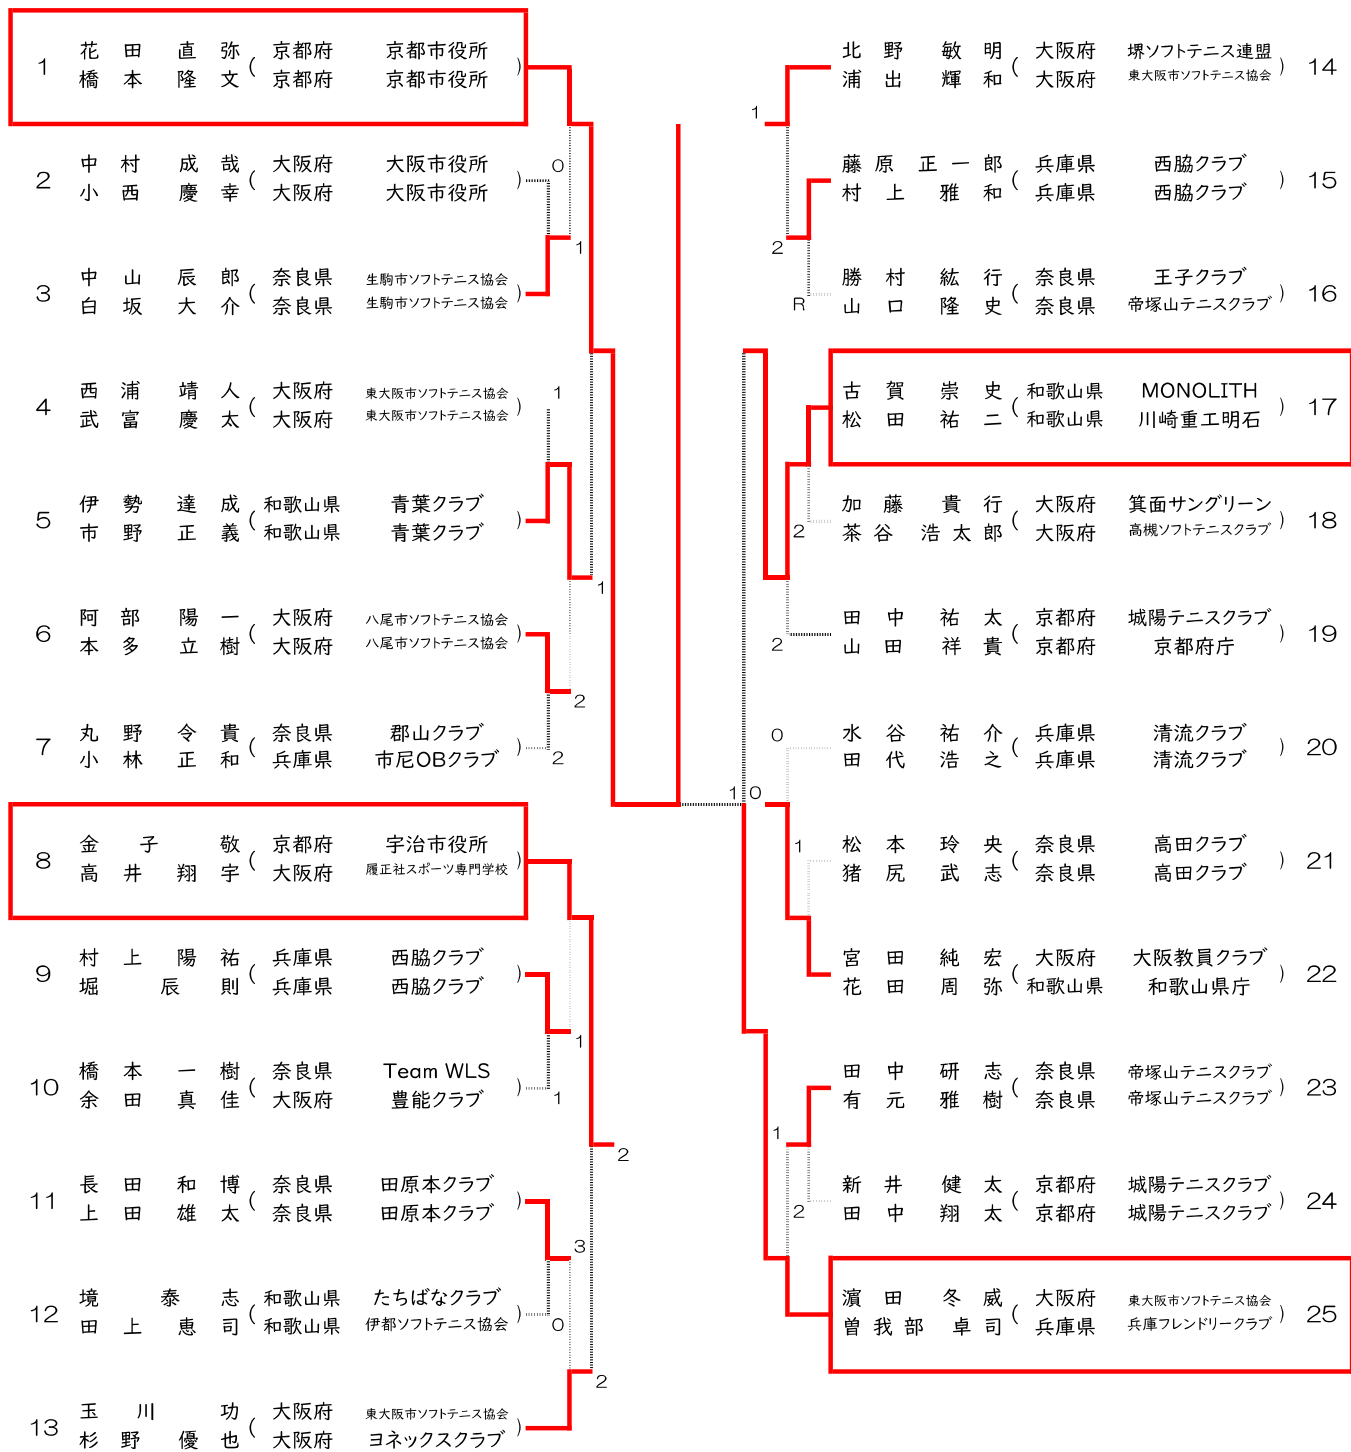 1 花田 直弥 ( 京都府 京都市役所 )
橋本 隆文 京都府 京都市役所
0
2 中村 成哉 ( 大阪府 大阪市役所 )
小西 慶幸 大阪府 大阪市役所
1
3 中山 辰郎 ( 奈良県 生駒市ソフトテニス協会 )
白坂 大介 奈良県 生駒市ソフトテニス協会
4 西浦 靖人 ( 大阪府 東大阪市ソフトテニス協会 )
武富 慶太 大阪府 東大阪市ソフトテニス協会
1
5 伊勢 達成 ( 和歌山県 青葉クラブ )
市野 正義 和歌山県 青葉クラブ
1
6 阿部 陽一 ( 大阪府 八尾市ソフトテニス協会 )
本多 立樹 大阪府 八尾市ソフトテニス協会
2
7 丸野 令貴 ( 奈良県 郡山クラブ )
小林 正和 兵庫県 市尼OBクラブ
2
8 金子 敬 ( 京都府 宇治市役所 )
高井 翔宇 大阪府 履正社スポーツ専門学校
9 村上 陽祐 ( 兵庫県 西脇クラブ )
堀 辰則 兵庫県 西脇クラブ
1
10 橋本 一樹 ( 奈良県 Team WLS )
余田 真佳 大阪府 豊能クラブ
1
2
11 長田 和博 ( 奈良県 田原本クラブ )
上田 雄太 奈良県 田原本クラブ
3
12 境 泰志 ( 和歌山県 たちばなクラブ )
田上 恵司 和歌山県 伊都ソフトテニス協会
0
2
13 玉川 功 ( 大阪府 東大阪市ソフトテニス協会 )
杉野 優也 大阪府 ヨネックスクラブ
北野 敏明 ( 大阪府 堺ソフトテニス連盟 ) 14
浦出 輝和 大阪府 東大阪市ソフトテニス協会
1
藤原 正一郎 ( 兵庫県 西脇クラブ ) 15
村上 雅和 兵庫県 西脇クラブ
2
勝村 紘行 ( 奈良県 王子クラブ ) 16
山口 隆史 奈良県 帝塚山テニスクラブ
R
古賀 崇史 ( 和歌山県 MONOLITH ) 17
松田 祐二 和歌山県 川崎重工明石
加藤 貴行 ( 大阪府 箕面サングリーン ) 18
茶谷 浩太郎 大阪府 高槻ソフトテニスクラブ
2
田中 祐太 ( 京都府 城陽テニスクラブ ) 19
山田 祥貴 京都府 京都府庁
2
水谷 祐介 ( 兵庫県 清流クラブ ) 20
田代 浩之 兵庫県 清流クラブ
0
1 0
松本 玲央 ( 奈良県 高田クラブ ) 21
猪尻 武志 奈良県 高田クラブ
1
宮田 純宏 ( 大阪府 大阪教員クラブ ) 22
花田 周弥 和歌山県 和歌山県庁
田中 研志 ( 奈良県 帝塚山テニスクラブ ) 23
有元 雅樹 奈良県 帝塚山テニスクラブ
1
新井 健太 ( 京都府 城陽テニスクラブ ) 24
田中 翔太 京都府 城陽テニスクラブ
2
濵田 冬威 ( 大阪府 東大阪市ソフトテニス協会 ) 25
曽我部 卓司 兵庫県 兵庫フレンドリークラブ